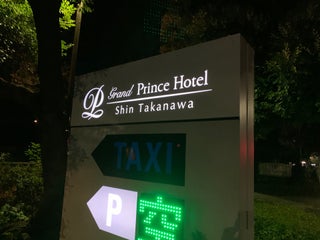 Grand Prince Hotel
Shin Takanawa
TAXI
P 空